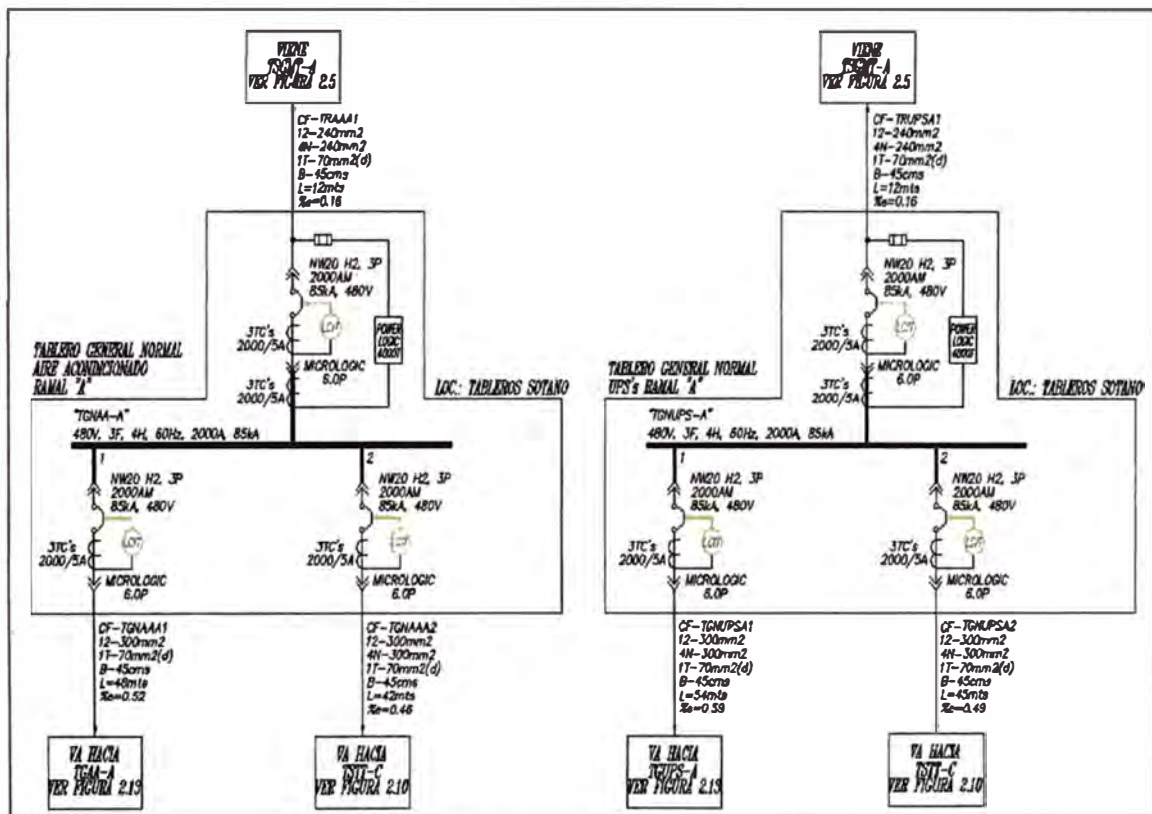 VIENE
TSGMT-A
VER FIGURA 2.5
CF-TRAAA1
12-240mm2
4N-240mm2
1T-70mm2(d)
B-45cms
L=12mts
%e=0.16
NW20 H2, 3P
2000AM
85kA, 480V
3TC's
2000/5A
POWER
LOGIC
4000T
MICROLOGIC
6.0P
3TC's
2000/5A
TABLERO GENERAL NORMAL
AIRE ACONDICIONADO
RAMAL "A"
LOC.: TABLEROS SOTANO
"TGNAA-A"
480V, 3F, 4H, 60Hz, 2000A, 85kA
1
NW20 H2, 3P
2000AM
85kA, 480V
3TC's
2000/5A
MICROLOGIC
6.0P
CF-TGNAAA1
12-300mm2
1T-70mm2(d)
B-45cms
L=48mts
%e=0.52
VA HACIA
TGAA-A
VER FIGURA 2.13
2
NW20 H2, 3P
2000AM
85kA, 480V
3TC's
2000/5A
MICROLOGIC
6.0P
CF-TGNAAA2
12-300mm2
4N-300mm2
1T-70mm2(d)
B-45cms
L=42mts
%e=0.46
VA HACIA
TSTT-C
VER FIGURA 2.10
VIENE
TSGMT-A
VER FIGURA 2.5
CF-TRUPSA1
12-240mm2
4N-240mm2
1T-70mm2(d)
B-45cms
L=12mts
%e=0.16
NW20 H2, 3P
2000AM
85kA, 480V
3TC's
2000/5A
POWER
LOGIC
4000T
MICROLOGIC
6.0P
3TC's
2000/5A
TABLERO GENERAL NORMAL
UPS's RAMAL "A"
LOC.: TABLEROS SOTANO
"TGNUPS-A"
480V, 3F, 4H, 60Hz, 2000A, 85kA
1
NW20 H2, 3P
2000AM
85kA, 480V
3TC's
2000/5A
MICROLOGIC
6.0P
CF-TGNUPSA1
12-300mm2
4N-300mm2
1T-70mm2(d)
B-45cms
L=54mts
%e=0.59
VA HACIA
TGUPS-A
VER FIGURA 2.13
2
NW20 H2, 3P
2000AM
85kA, 480V
3TC's
2000/5A
MICROLOGIC
6.0P
CF-TGNUPSA2
12-300mm2
4N-300mm2
1T-70mm2(d)
B-45cms
L=45mts
%e=0.49
VA HACIA
TSTT-C
VER FIGURA 2.10